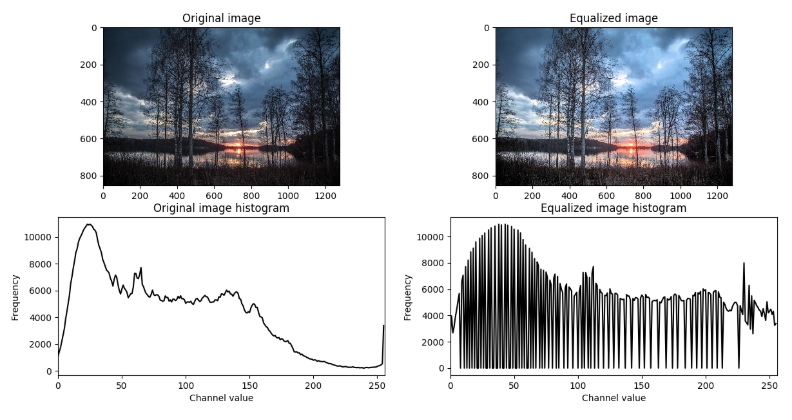 Original image
Equalized image
0
200
400
600
800
0 200 400 600 800 1000 1200
0
200
400
600
800
0 200 400 600 800 1000 1200
Original image histogram
Equalized image histogram
10000
8000
6000
4000
2000
0
Frequency
0 50 100 150 200 250
Channel value
10000
8000
6000
4000
2000
0
Frequency
0 50 100 150 200 250
Channel value